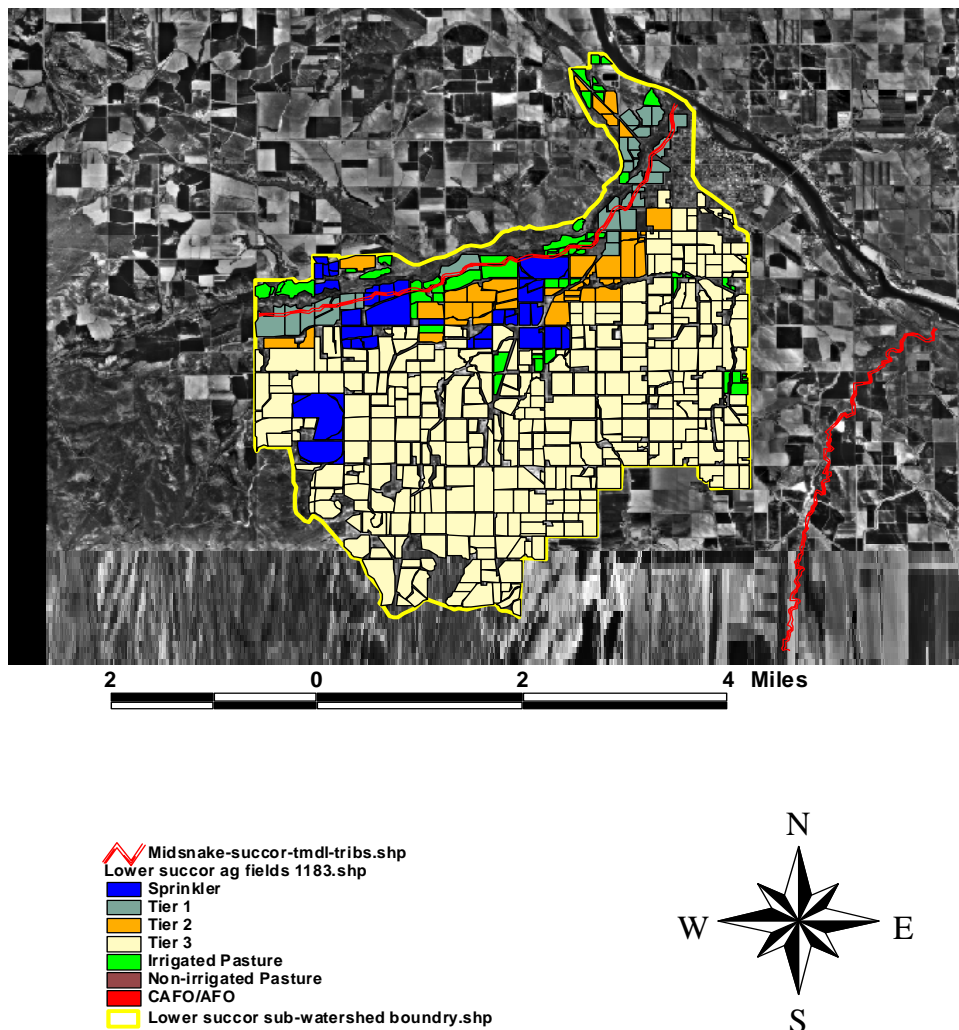 2 0 2 4 Miles
N
Midsnake-succor-tmdl-tribs.shp
Lower succor ag fields 1183.shp
Sprinkler
Tier 1
Tier 2
W E
Tier 3
Irrigated Pasture
Non-irrigated Pasture
CAFO/AFO
Lower succor sub-watershed boundry.shp
S